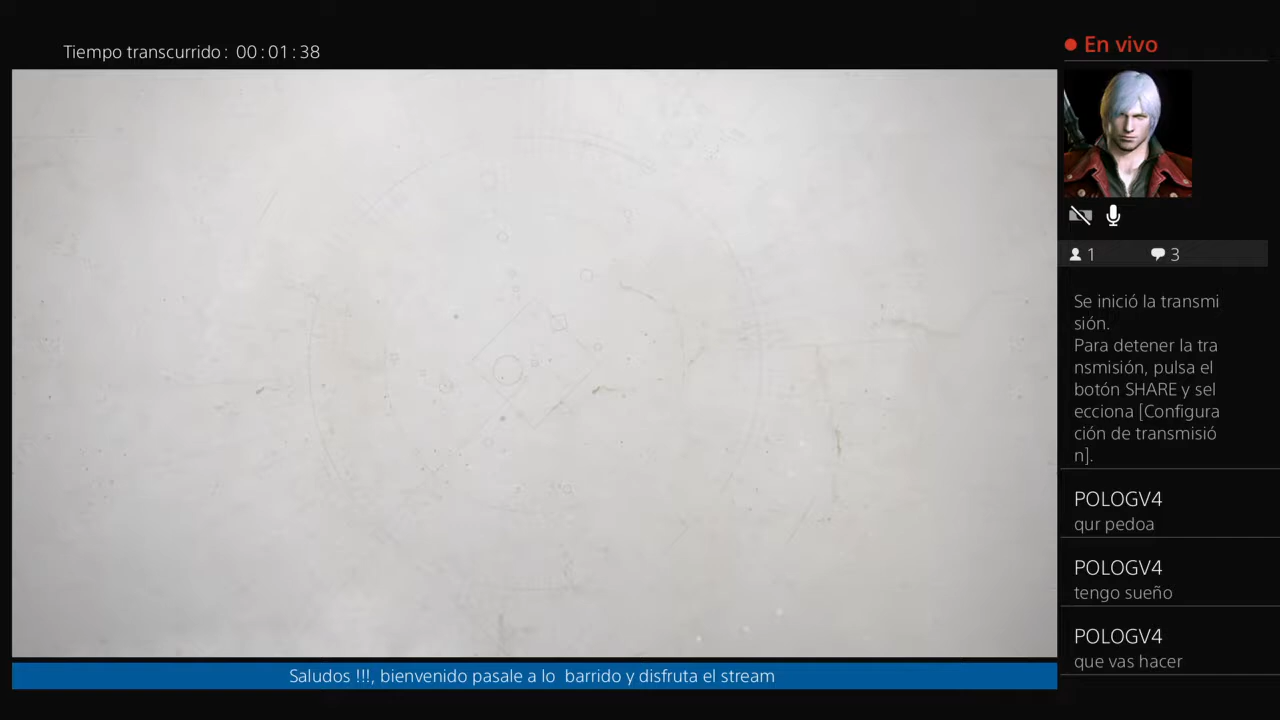 Tiempo transcurrido: 00:01:38
En vivo
1 3
Se inició la transmi
sión.
Para detener la tra
nsmisión, pulsa el
botón SHARE y sel
ecciona [Configura
ción de transmisió
n].
POLOGV4
qur pedoa
POLOGV4
tengo sueño
POLOGV4
que vas hacer
Saludos !!!, bienvenido pasale a lo barrido y disfruta el stream